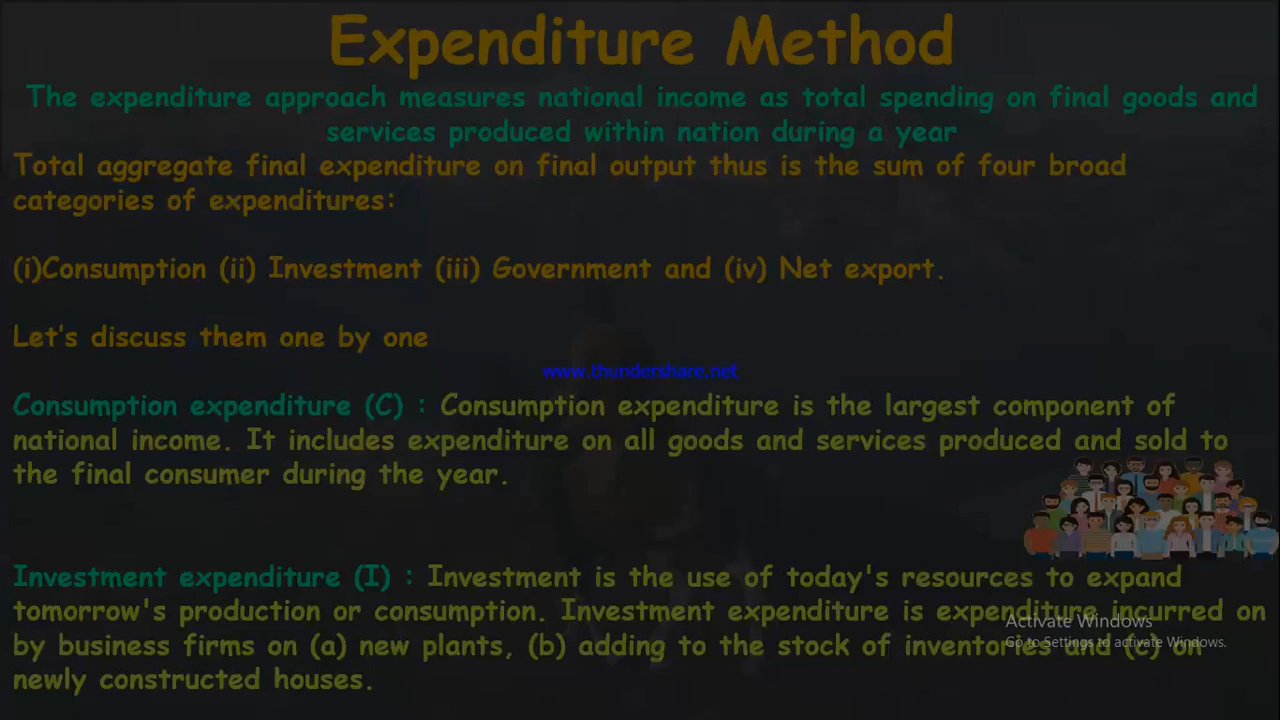 Expenditure Method
The expenditure approach measures national income as total spending on final goods and
services produced within nation during a year
Total aggregate final expenditure on final output thus is the sum of four broad
categories of expenditures:
(i)Consumption (ii) Investment (iii) Government and (iv) Net export.
Let's discuss them one by one
www.thundershare.net
Consumption expenditure (C) : Consumption expenditure is the largest component of
national income. It includes expenditure on all goods and services produced and sold to
the final consumer during the year.
Investment expenditure (I) : Investment is the use of today's resources to expand
tomorrow's production or consumption. Investment expenditure is expenditure incurred on
by business firms on (a) new plants, (b) adding to the stock of inventories and (c) on
newly constructed houses.
Activate Windows
Go to Settings to activate Windows.